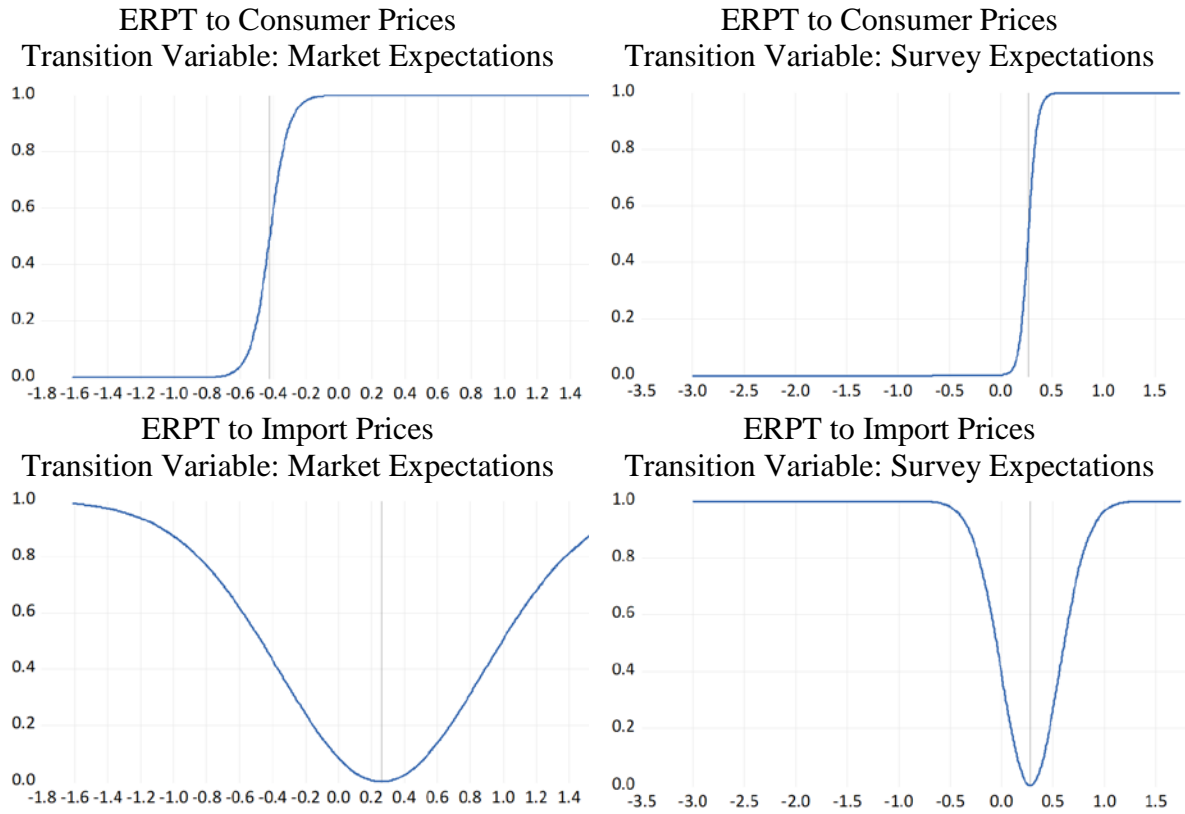 ERPT to Consumer Prices
Transition Variable: Market Expectations
1.0
0.8
0.6
0.4
0.2
0.0
-1.8 -1.6 -1.4 -1.2 -1.0 -0.8 -0.6 -0.4 -0.2 0.0 0.2 0.4 0.6 0.8 1.0 1.2 1.4
ERPT to Consumer Prices
Transition Variable: Survey Expectations
1.0
0.8
0.6
0.4
0.2
0.0
-3.5 -3.0 -2.5 -2.0 -1.5 -1.0 -0.5 0.0 0.5 1.0 1.5
ERPT to Import Prices
Transition Variable: Market Expectations
1.0
0.8
0.6
0.4
0.2
0.0
-1.8 -1.6 -1.4 -1.2 -1.0 -0.8 -0.6 -0.4 -0.2 0.0 0.2 0.4 0.6 0.8 1.0 1.2 1.4
ERPT to Import Prices
Transition Variable: Survey Expectations
1.0
0.8
0.6
0.4
0.2
0.0
-3.5 -3.0 -2.5 -2.0 -1.5 -1.0 -0.5 0.0 0.5 1.0 1.5